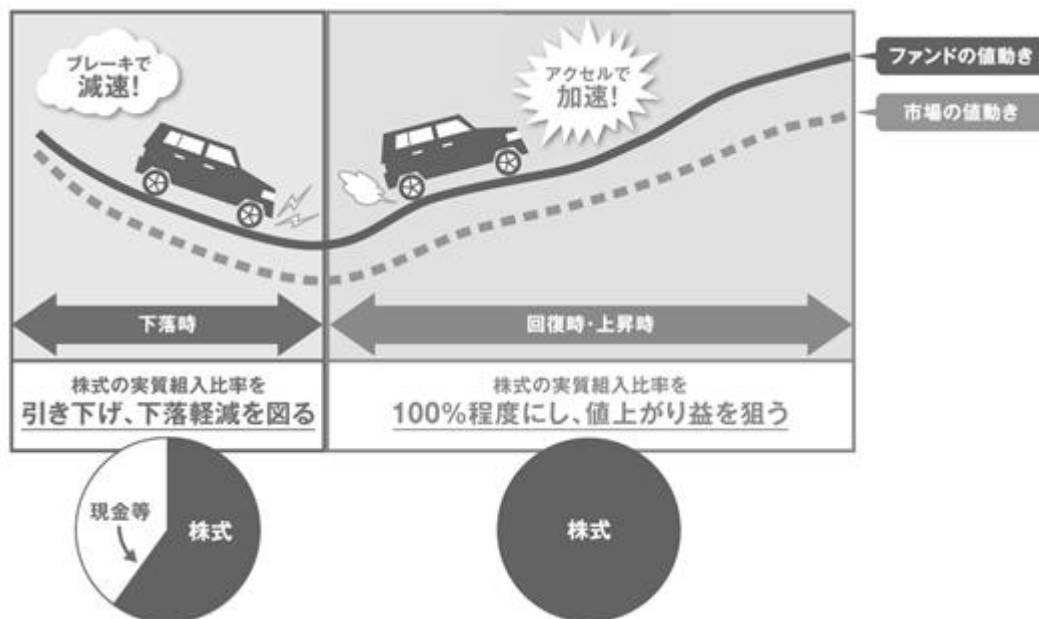 ブレーキで
減速!
アクセルで
加速!
ファンドの値動き
市場の値動き
下落時
回復時・上昇時
株式の実質組入比率を
引き下げ、下落軽減を図る
株式の実質組入比率を
100%程度にし、値上がり益を狙う
現金等
株式
株式